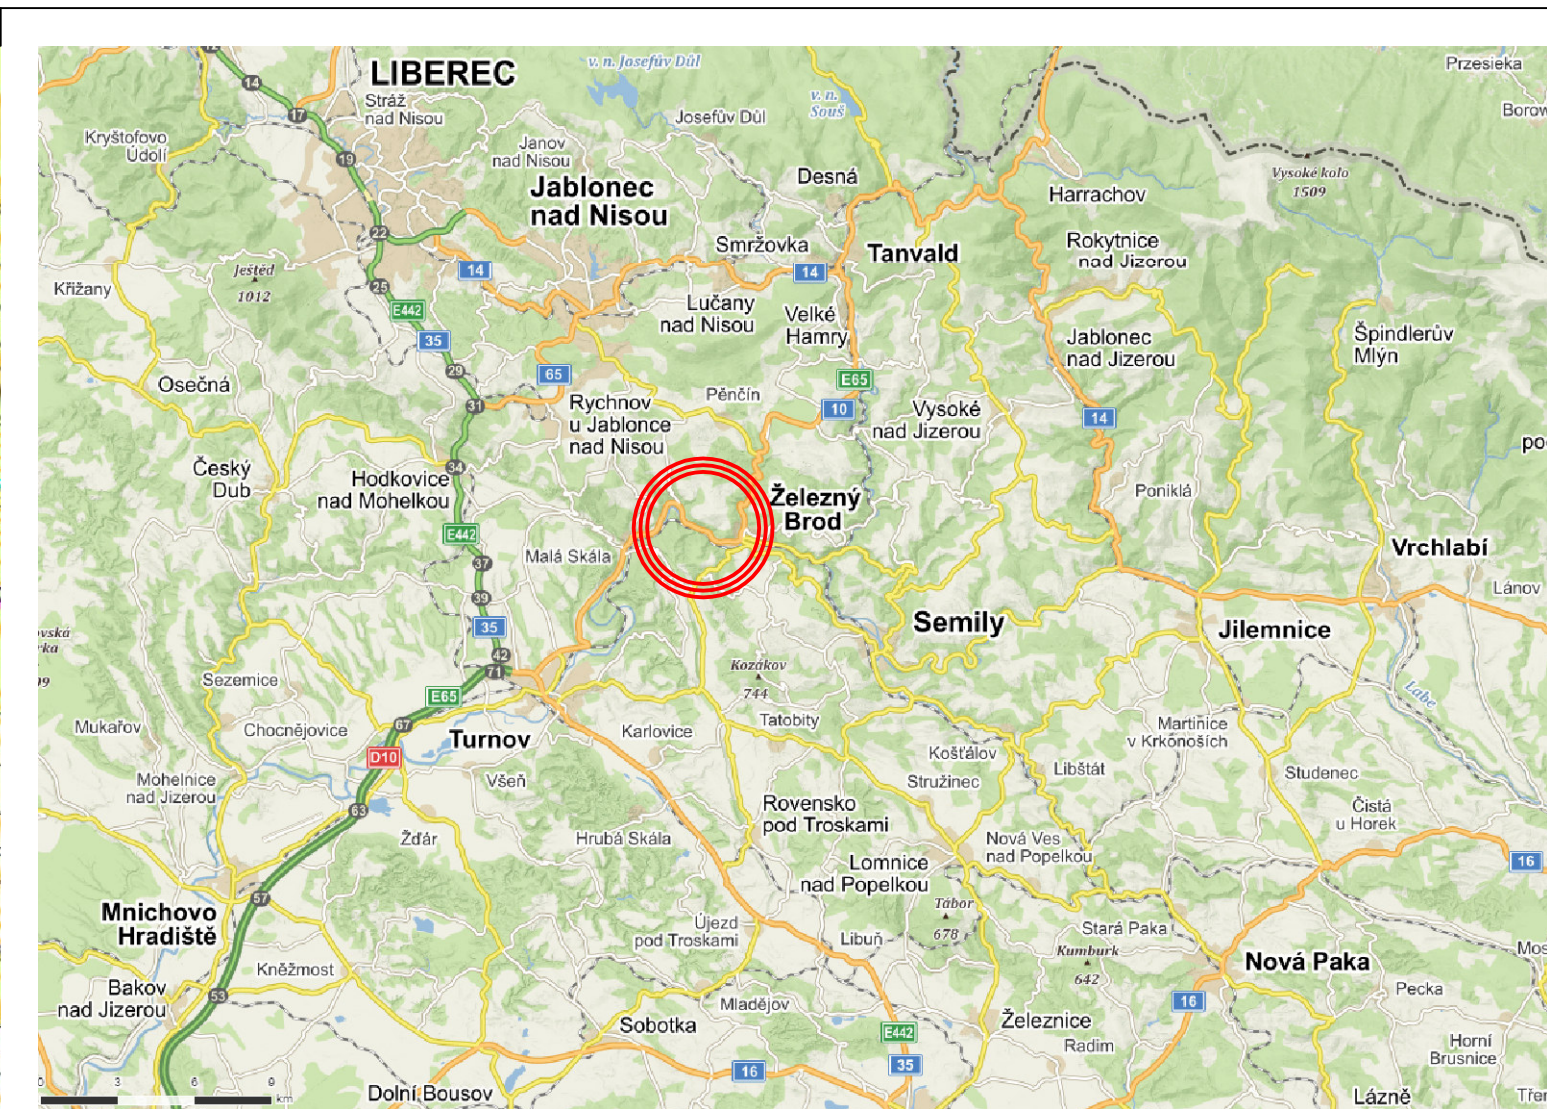 LIBEREC
v. n. Josefův Důl
Przesieka
12
14
Stráž
nad Nisou
v. n.
Souš
Borow
17
Josefův Důl
Kryštofovo
Údolí
Janov
nad Nisou
19
Vysoké kolo
1509
Desná
Jablonec
nad Nisou
Harrachov
22
Smržovka
Tanvald
Rokytnice
nad Jizerou
Ještěd
1012
14
14
Křižany
25
E442
Lučany
nad Nisou
Velké
Hamry
35
Jablonec
nad Jizerou
Špindlerův
Mlýn
29
65
Osečná
E65
31
Rychnov
u Jablonce
nad Nisou
Pěnčín
10
Vysoké
nad Jizerou
14
Český
Dub
34
Hodkovice
nad Mohelkou
Železný
Brod
Poniklá
E442
Malá Skála
37
Vrchlabí
39
Lánov
35
Semily
Jilemnice
42
71
Kozákov
744
Sezemice
E65
Labe
Mukařov
Chocnějovice
67
Turnov
Karlovice
Tatobity
Martinice
v Krkonoších
D10
Košťálov
Libštát
Mohelnice
nad Jizerou
Všeň
Stružinec
Studenec
63
Rovensko
pod Troskami
Čistá
u Horek
Žďár
Hrubá Skála
Nová Ves
nad Popelkou
Lomnice
nad Popelkou
16
57
Mnichovo
Hradiště
Tábor
678
Újezd
pod Troskami
Libuň
Stará Paka
Kumburk
642
Nová Paka
Kněžmost
Bakov
nad Jizerou
53
Pecka
16
Mladějov
Sobotka
Železnice
Radim
E442
35
Horní
Brusnice
16
Dolní Bousov
Lázně
0 3 6 9
km